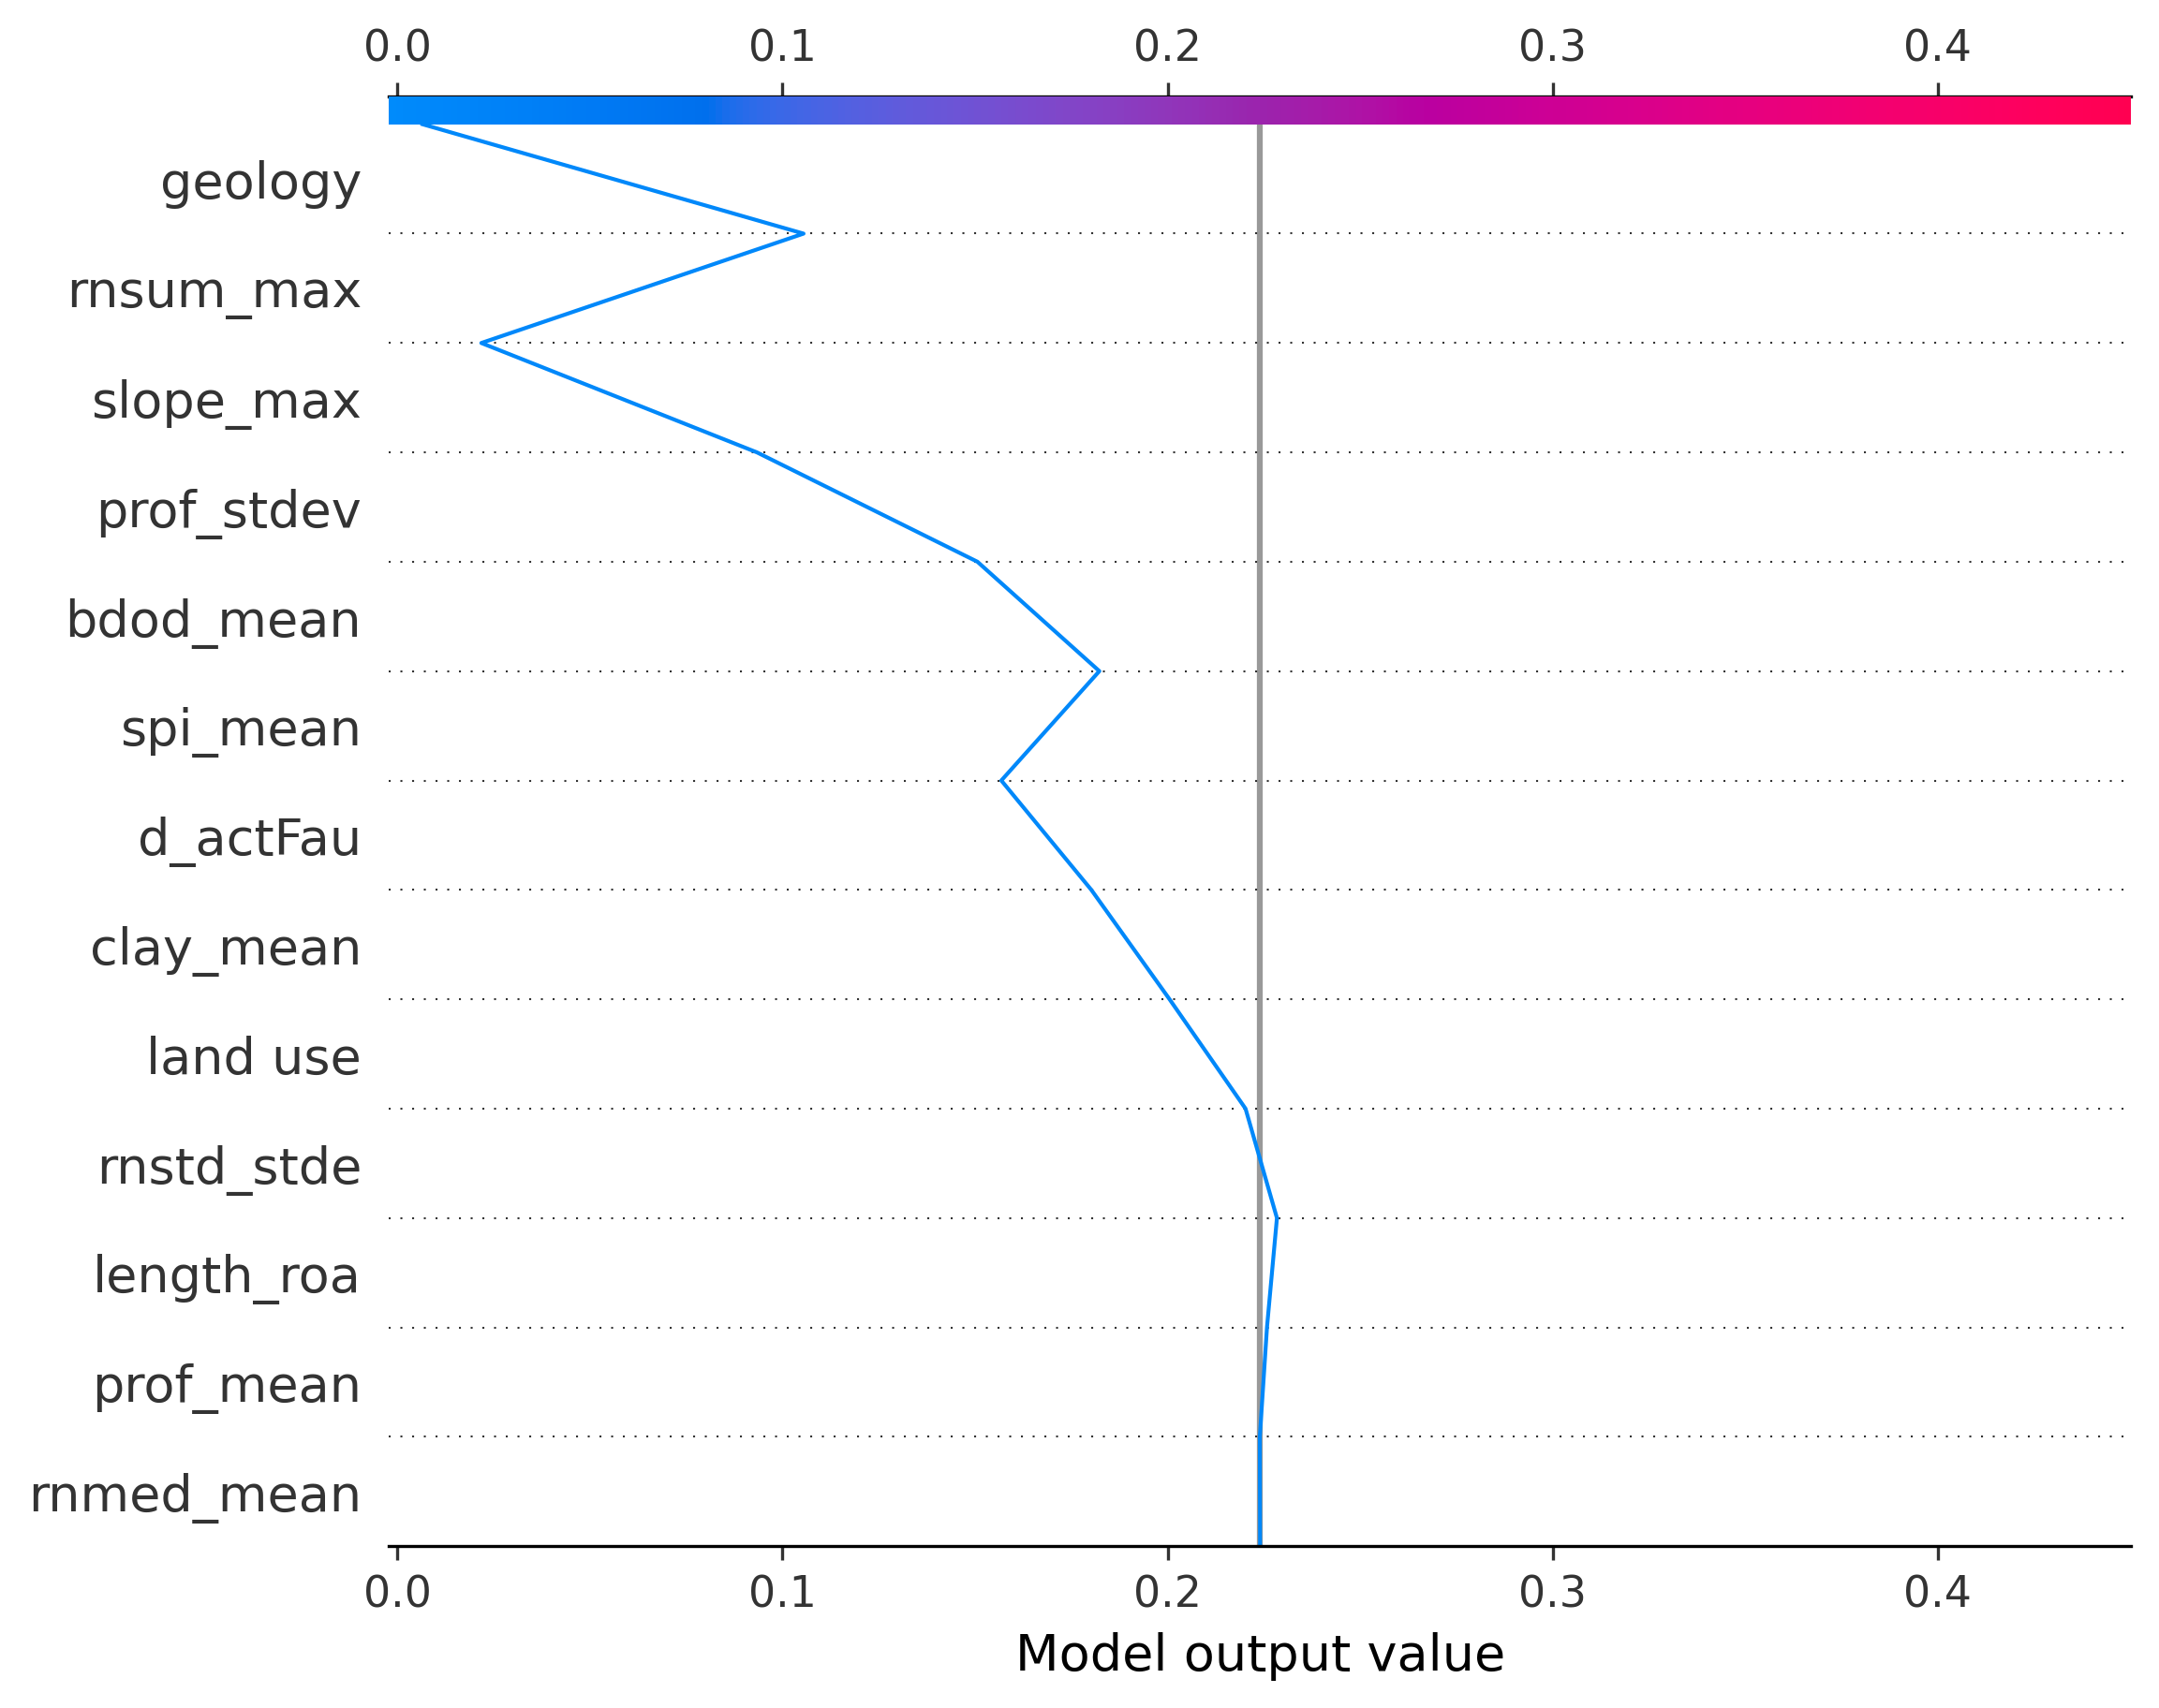 0.0 0.1 0.2 0.3 0.4
geology
rnsum_max
slope_max
prof_stdev
bdod_mean
spi_mean
d_actFau
clay_mean
land use
rnstd_stde
length_roa
prof_mean
rnmed_mean
0.0 0.1 0.2 0.3 0.4
Model output value